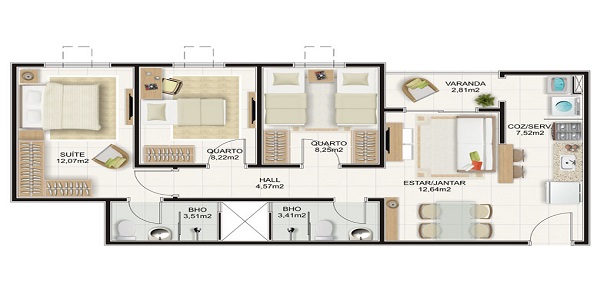 VARANDA
2,81m2
COZ/SERV
7,52m2
SUÍTE
12,07m2
QUARTO
8,22m2
QUARTO
8,25m2
HALL
4,57m2
ESTAR/JANTAR
12,64m2
BHO
3,51m2
BHO
3,41m2